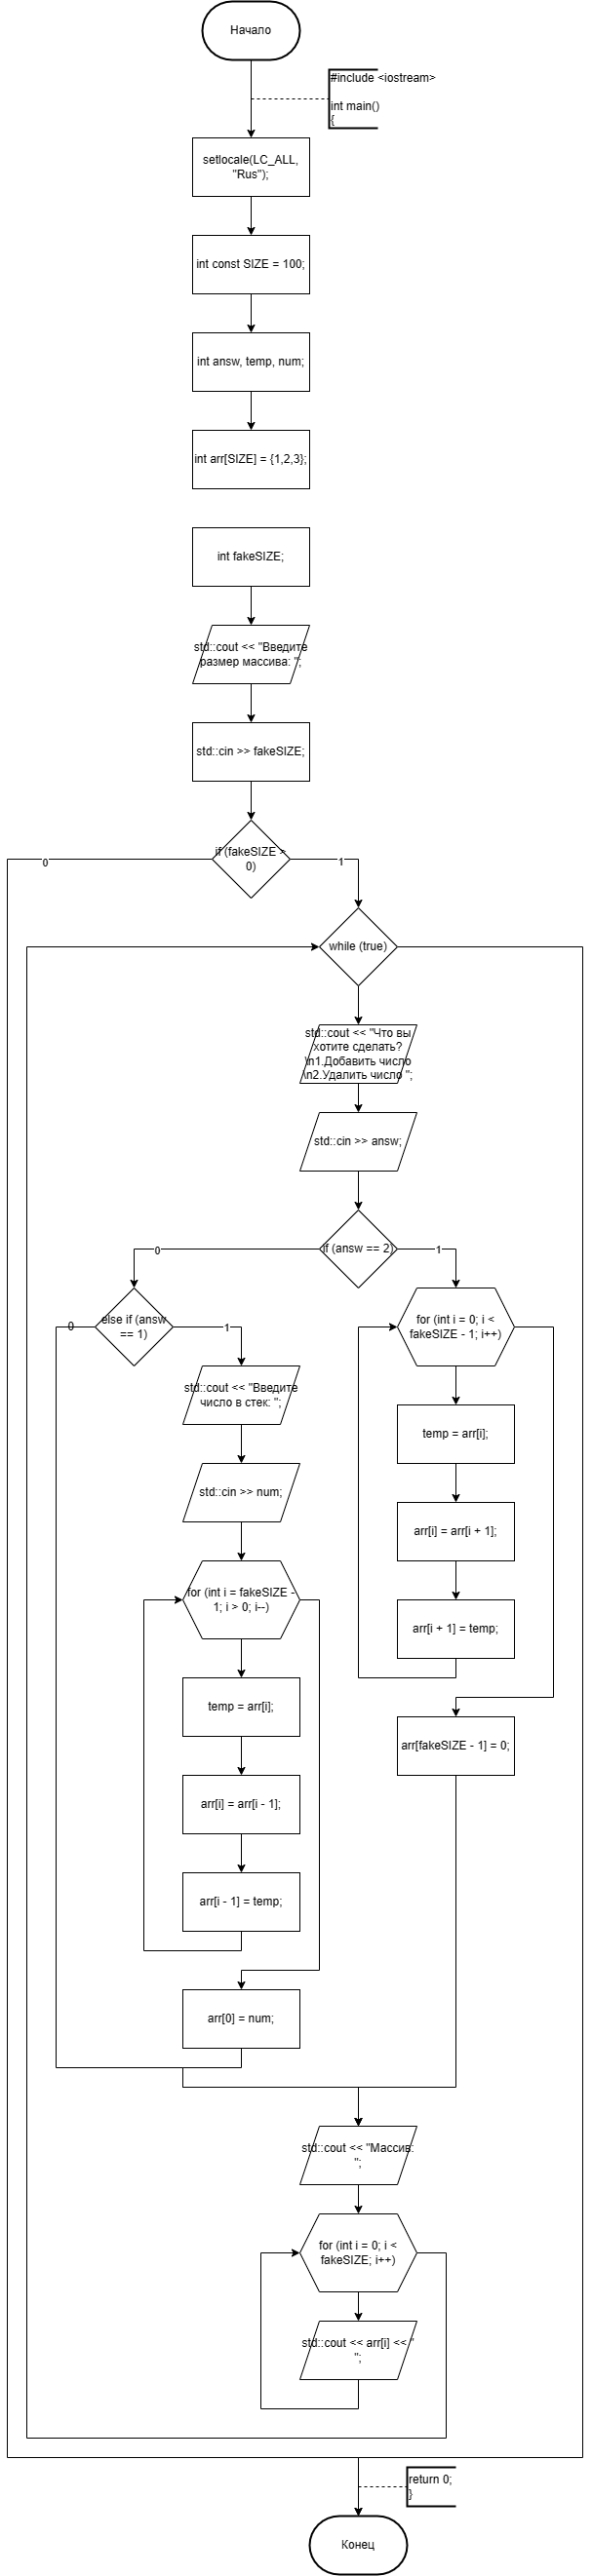 Начало
#include <iostream>
int main()
{
setlocale(LC_ALL,
"Rus");
int const SIZE = 100;
int answ, temp, num;
int arr[SIZE] = {1,2,3};
int fakeSIZE;
std::cout << "Введите
размер массива: ";
std::cin >> fakeSIZE;
if (fakeSIZE >
0)
0
1
while (true)
std::cout << "Что вы
хотите сделать?
\n1.Добавить число
\n2.Удалить число ";
std::cin >> answ;
if (answ == 2)
0
1
else if (answ
== 1)
0
1
for (int i = 0; i <
fakeSIZE - 1; i++)
std::cout << "Введите
число в стек: ";
temp = arr[i];
std::cin >> num;
arr[i] = arr[i + 1];
for (int i = fakeSIZE -
1; i > 0; i--)
arr[i + 1] = temp;
temp = arr[i];
arr[fakeSIZE - 1] = 0;
arr[i] = arr[i - 1];
arr[i - 1] = temp;
arr[0] = num;
std::cout << "Массив:
";
for (int i = 0; i <
fakeSIZE; i++)
std::cout << arr[i] << "
";
return 0;
}
Конец